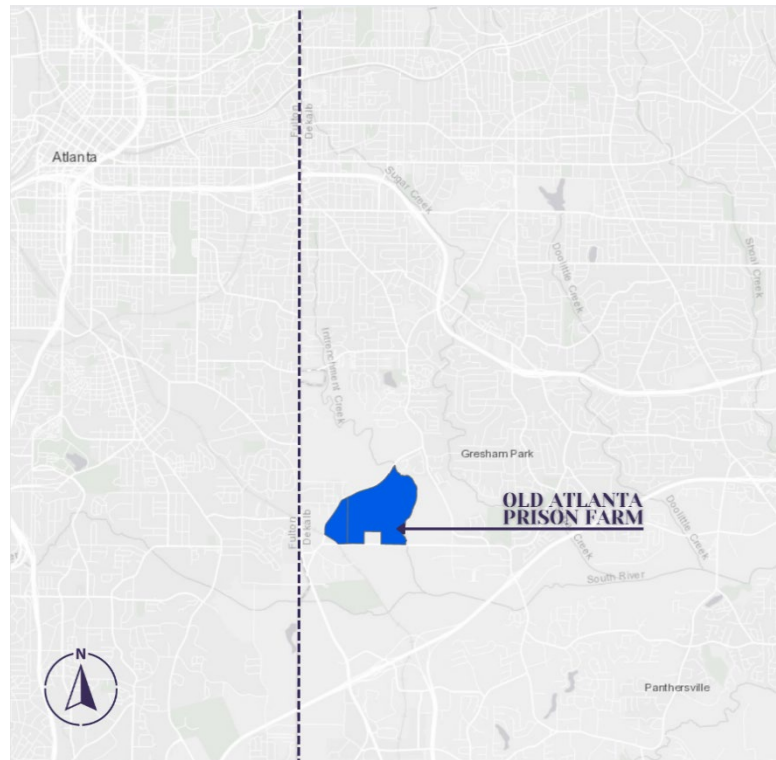 Fulton
Dekalb
Atlanta
Sugar Creek
Doolittle Creek
Shoal Creek
Intrenchment Creek
Gresham Park
OLD ATLANTA
PRISON FARM
Doolittle Creek
Fulton
Dekalb
Creek
South River
N
Panthersville